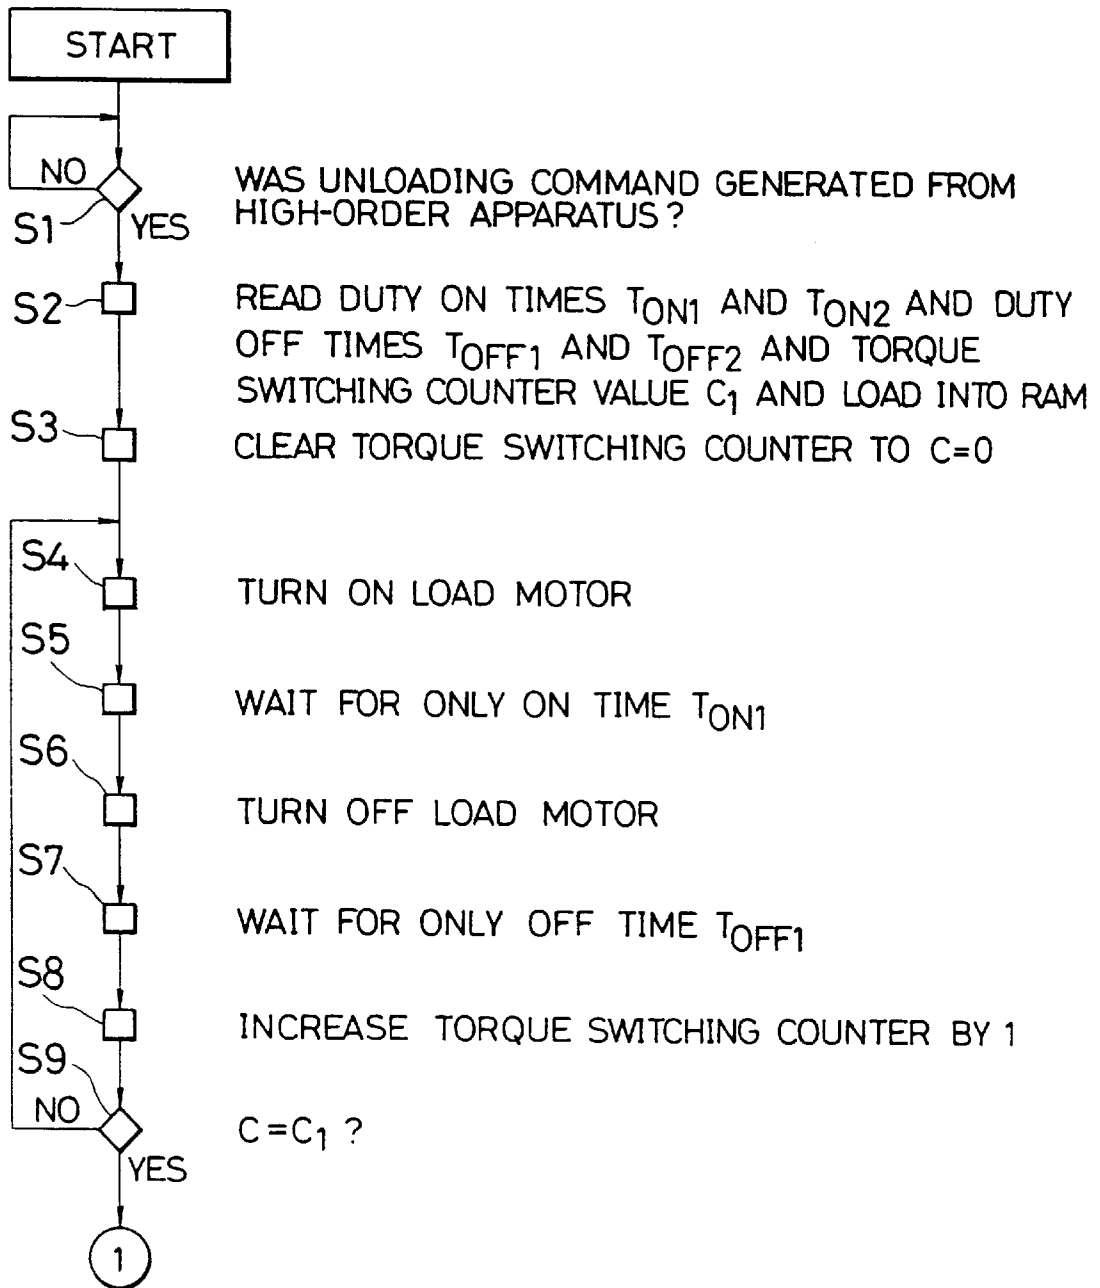 START
NO
S1
YES
WAS UNLOADING COMMAND GENERATED FROM
HIGH-ORDER APPARATUS?
S2
READ DUTY ON TIMES TON1 AND TON2 AND DUTY
OFF TIMES TOFF1 AND TOFF2 AND TORQUE
SWITCHING COUNTER VALUE C1 AND LOAD INTO RAM
S3
CLEAR TORQUE SWITCHING COUNTER TO C=0
S4
TURN ON LOAD MOTOR
S5
WAIT FOR ONLY ON TIME TON1
S6
TURN OFF LOAD MOTOR
S7
WAIT FOR ONLY OFF TIME TOFF1
S8
INCREASE TORQUE SWITCHING COUNTER BY 1
S9
NO
C=C1 ?
YES
1